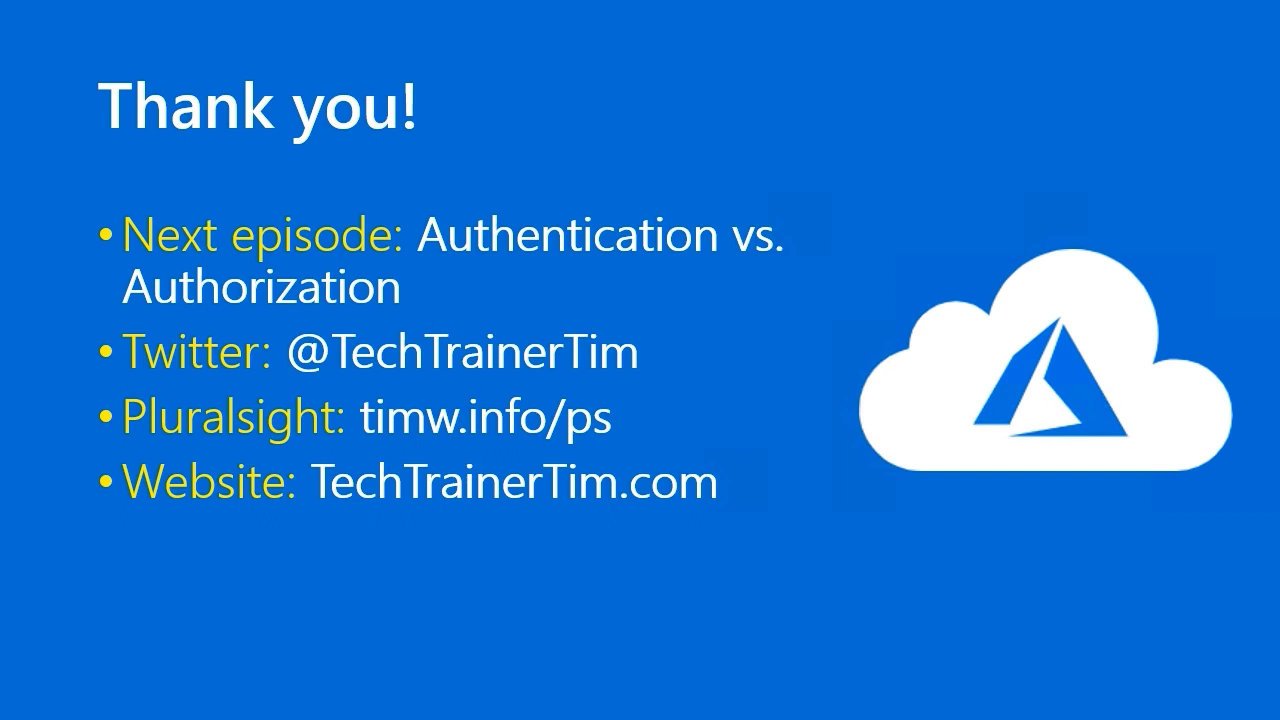 Thank you!
• Next episode: Authentication vs.
Authorization
• Twitter: @TechTrainerTim
• Pluralsight: timw.info/ps
• Website: TechTrainerTim.com